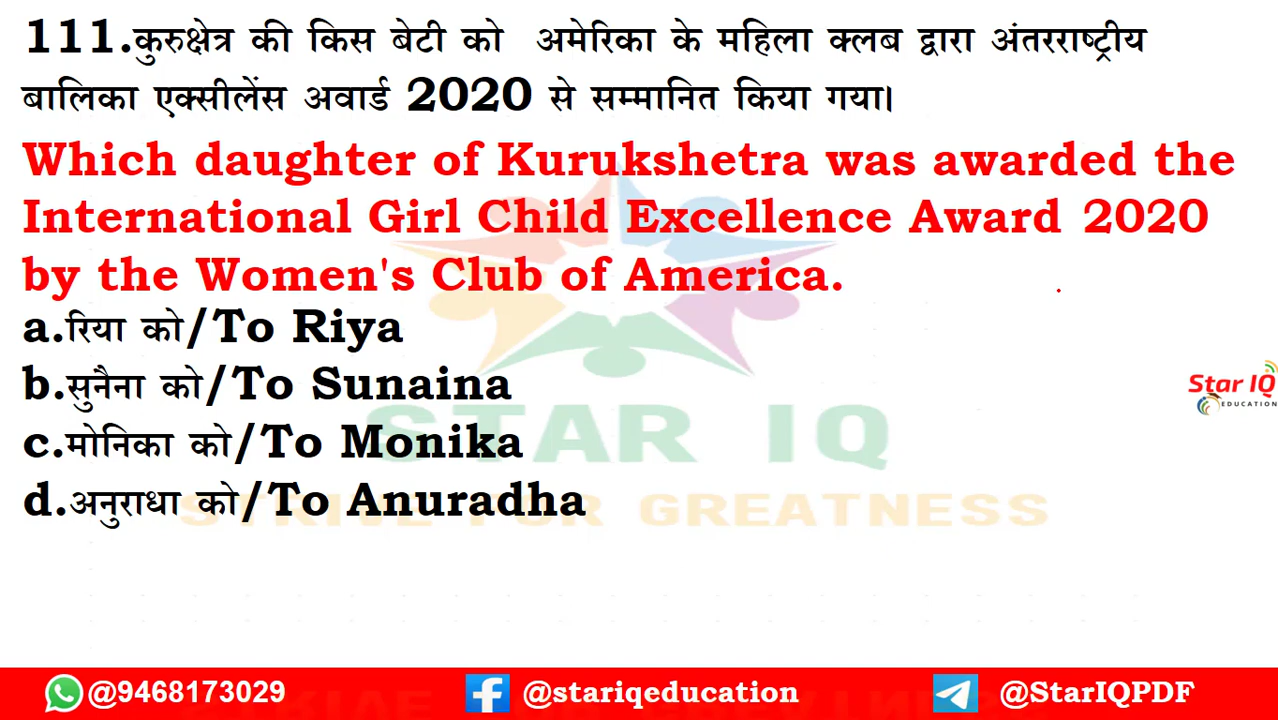 111.कुरुक्षेत्र की किस बेटी को अमेरिका के महिला क्लब द्वारा अंतरराष्ट्रीय
बालिका एक्सीलेंस अवार्ड 2020 से सम्मानित किया गया।
Which daughter of Kurukshetra was awarded the
International Girl Child Excellence Award 2020
by the Women's Club of America.
a.रिया को/To Riya
b.सुनैना को/To Sunaina
c.मोनिका को/To Monika
d.अनुराधा को/To Anuradha
Star IQ
EDUCATION
STAR IQ
STRIVE FOR GREATNESS
@9468173029 @stariqeducation @StarIQPDF